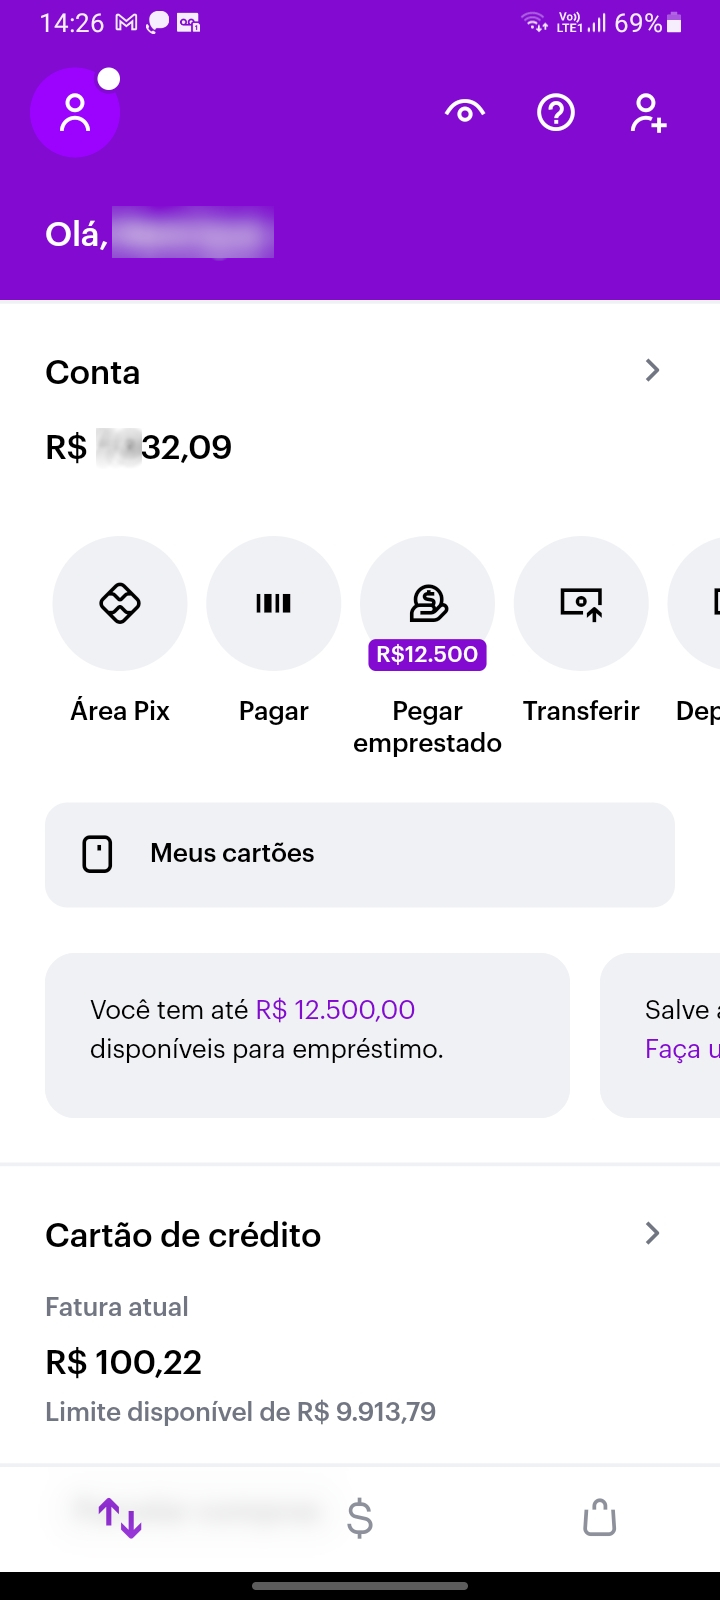 14:26
Vo)) LTE1 69%
Olá,
Conta
R$ 32,09
R$12.500
Área Pix
Pagar
Pegar emprestado
Transferir
Dep
Meus cartões
Você tem até R$ 12.500,00
disponíveis para empréstimo.
Salve a
Faça u
Cartão de crédito
Fatura atual
R$ 100,22
Limite disponível de R$ 9.913,79